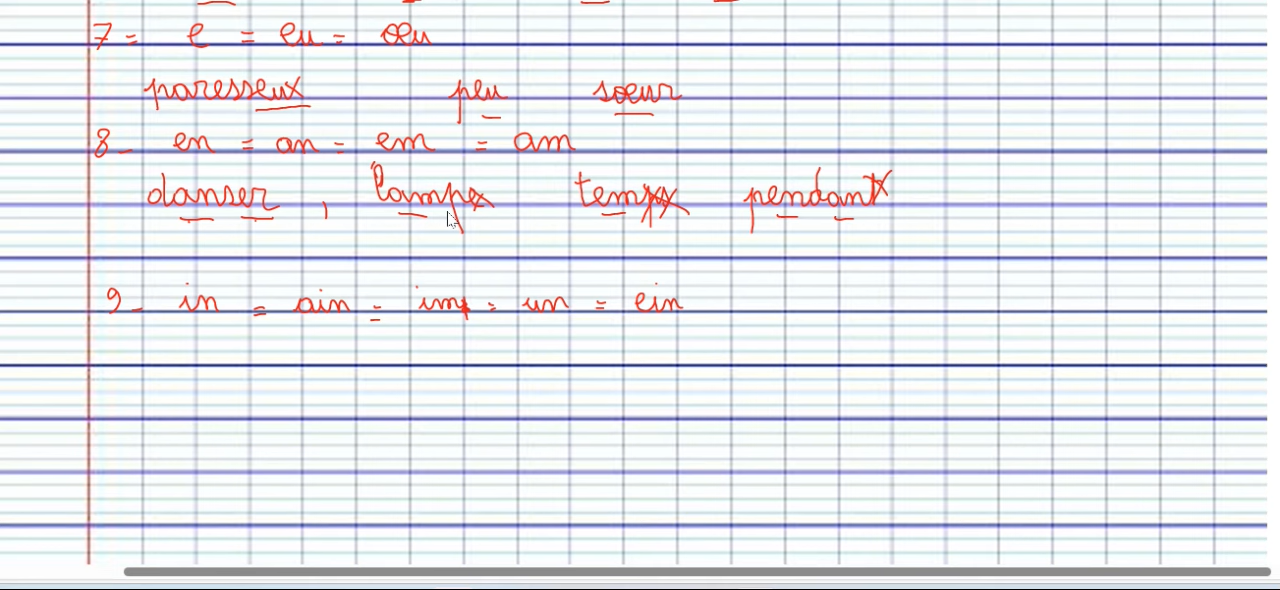 7= e = eu = œu
paresseux peu sœur
8- en = an = em = am
danser , lampe temps pendant
9- in = ain = im = un = ein